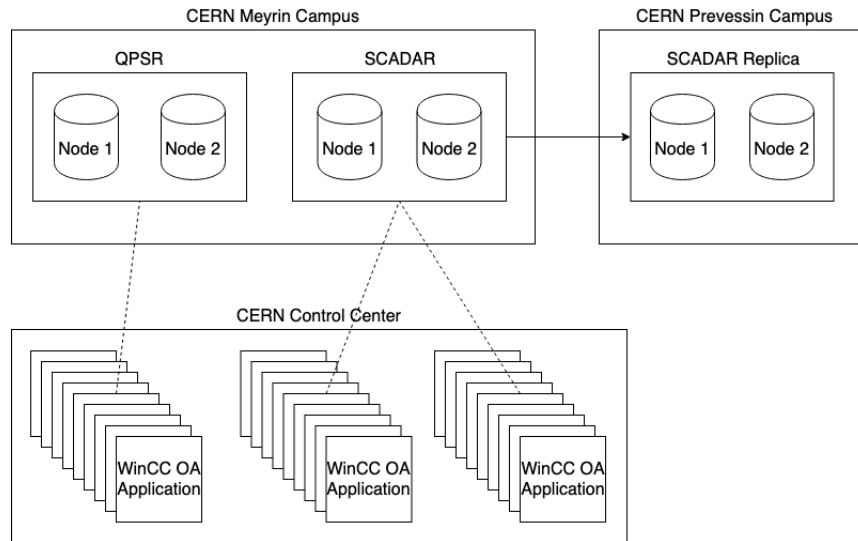 CERN Meyrin Campus
CERN Prevessin Campus
QPSR
SCADAR
SCADAR Replica
Node 1
Node 2
Node 1
Node 2
Node 1
Node 2
CERN Control Center
WinCC OA
Application
WinCC OA
Application
WinCC OA
Application